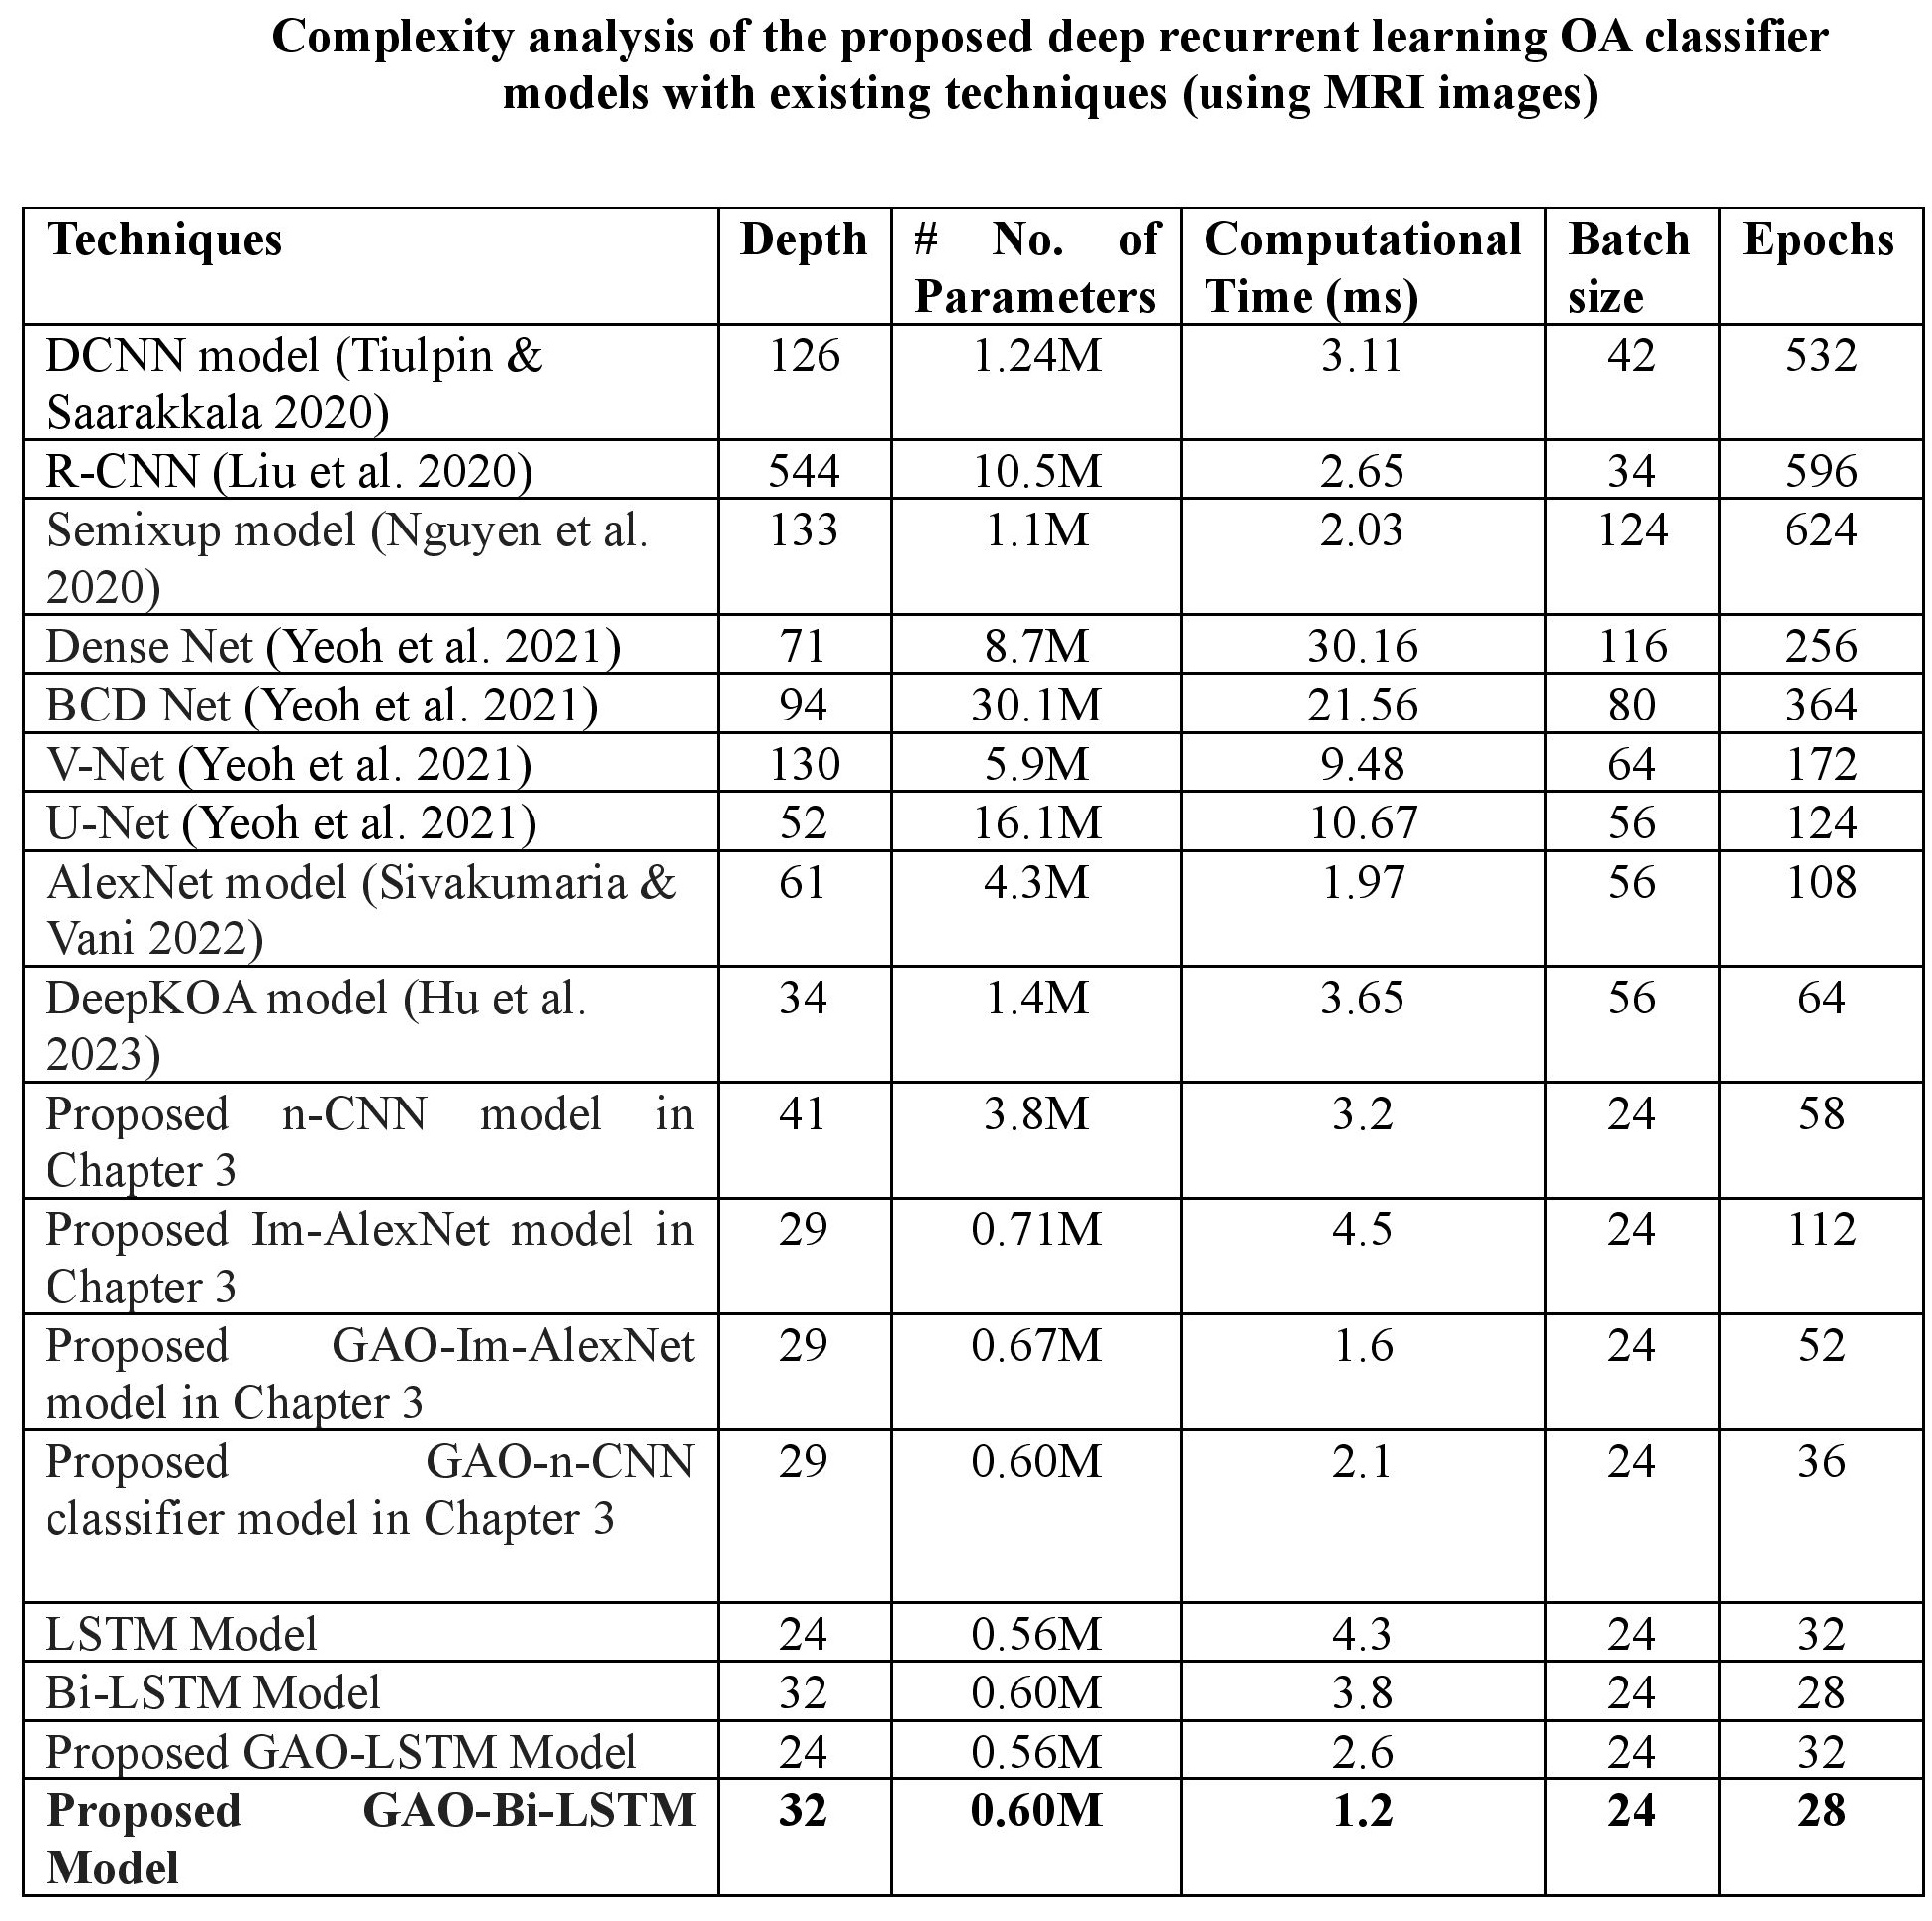 Complexity analysis of the proposed deep recurrent learning OA classifier
models with existing techniques (using MRI images)
Techniques Depth # No. of Parameters Computational Time (ms) Batch size Epochs
DCNN model (Tiulpin & 126 1.24M 3.11 42 532
Saarakkala 2020)
R-CNN (Liu et al. 2020) 544 10.5M 2.65 34 596
Semixup model (Nguyen et al. 133 1.1M 2.03 124 624
2020)
Dense Net (Yeoh et al. 2021) 71 8.7M 30.16 116 256
BCD Net (Yeoh et al. 2021) 94 30.1M 21.56 80 364
V-Net (Yeoh et al. 2021) 130 5.9M 9.48 64 172
U-Net (Yeoh et al. 2021) 52 16.1M 10.67 56 124
AlexNet model (Sivakumaria & 61 4.3M 1.97 56 108
Vani 2022)
DeepKOA model (Hu et al. 34 1.4M 3.65 56 64
2023)
Proposed n-CNN model in 41 3.8M 3.2 24 58
Chapter 3
Proposed Im-AlexNet model in 29 0.71M 4.5 24 112
Chapter 3
Proposed GAO-Im-AlexNet 29 0.67M 1.6 24 52
model in Chapter 3
Proposed GAO-n-CNN 29 0.60M 2.1 24 36
classifier model in Chapter 3
LSTM Model 24 0.56M 4.3 24 32
Bi-LSTM Model 32 0.60M 3.8 24 28
Proposed GAO-LSTM Model 24 0.56M 2.6 24 32
Proposed GAO-Bi-LSTM 32 0.60M 1.2 24 28
Model